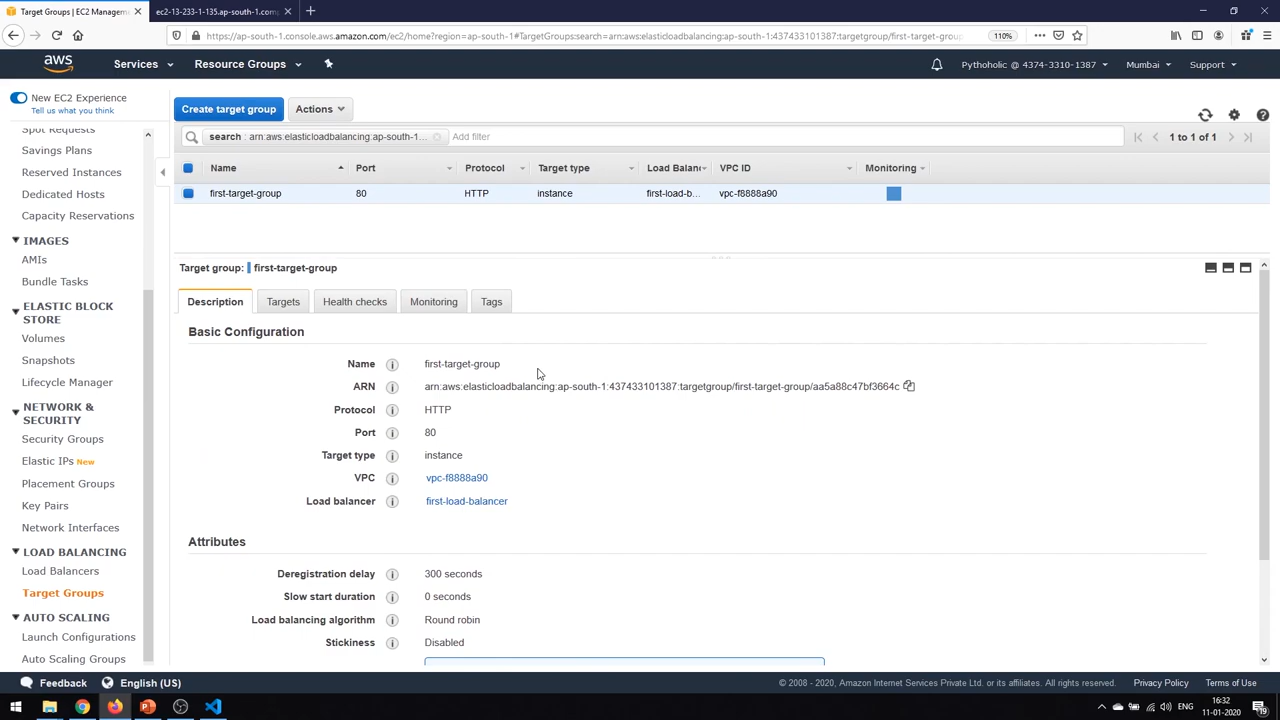 Target Groups | EC2 Manageme
ec2-13-233-1-135.ap-south-1.com
https://ap-south-1.console.aws.amazon.com/ec2/home?region=ap-south-1#TargetGroups:search=arn:aws:elasticloadbalancing:ap-south-1:437433101387:targetgroup/first-target-group
110%
aws
Services
Resource Groups
Pythoholic @ 4374-3310-1387
Mumbai
Support
New EC2 Experience
Tell us what you think
Spot Requests
Savings Plans
Reserved Instances
Dedicated Hosts
Capacity Reservations
IMAGES
AMIs
Bundle Tasks
ELASTIC BLOCK
STORE
Volumes
Snapshots
Lifecycle Manager
NETWORK &
SECURITY
Security Groups
Elastic IPs New
Placement Groups
Key Pairs
Network Interfaces
LOAD BALANCING
Load Balancers
Target Groups
AUTO SCALING
Launch Configurations
Auto Scaling Groups
Create target group
Actions
search : arn:aws:elasticloadbalancing:ap-south-1...
Add filter
1 to 1 of 1
Name Port Protocol Target type Load Balan VPC ID Monitoring
first-target-group 80 HTTP instance first-load-b... vpc-f8888a90
Target group: first-target-group
Description Targets Health checks Monitoring Tags
Basic Configuration
Name first-target-group
ARN arn:aws:elasticloadbalancing:ap-south-1:437433101387:targetgroup/first-target-group/aa5a88c47bf3664c
Protocol HTTP
Port 80
Target type instance
VPC vpc-f8888a90
Load balancer first-load-balancer
Attributes
Deregistration delay 300 seconds
Slow start duration 0 seconds
Load balancing algorithm Round robin
Stickiness Disabled
Feedback
English (US)
© 2008 - 2020, Amazon Internet Services Private Ltd. or its affiliates. All rights reserved.
Privacy Policy
Terms of Use
ENG
16:32
11-01-2020
19